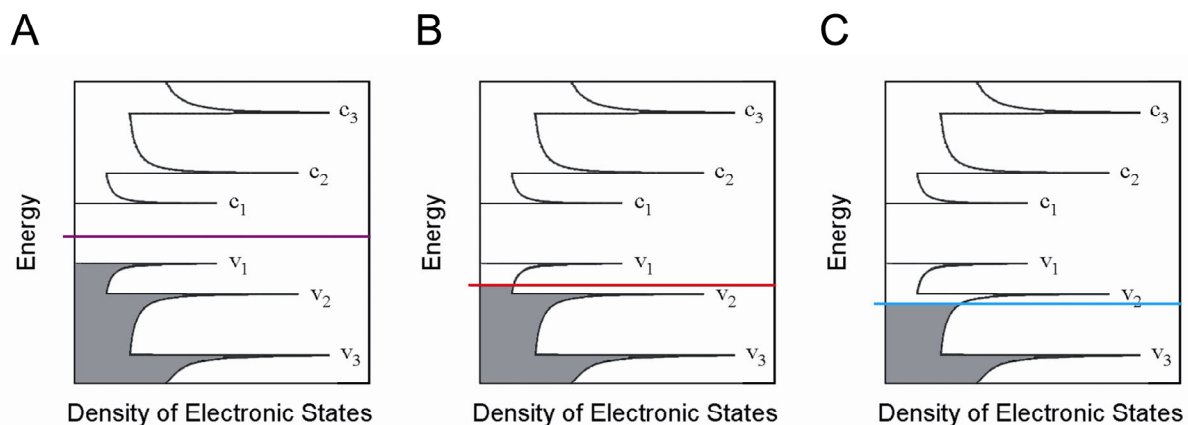 A
B
C
Energy
c3
c2
c1
v1
v2
v3
Density of Electronic States
Energy
c3
c2
c1
v1
v2
v3
Density of Electronic States
Energy
c3
c2
c1
v1
v2
v3
Density of Electronic States